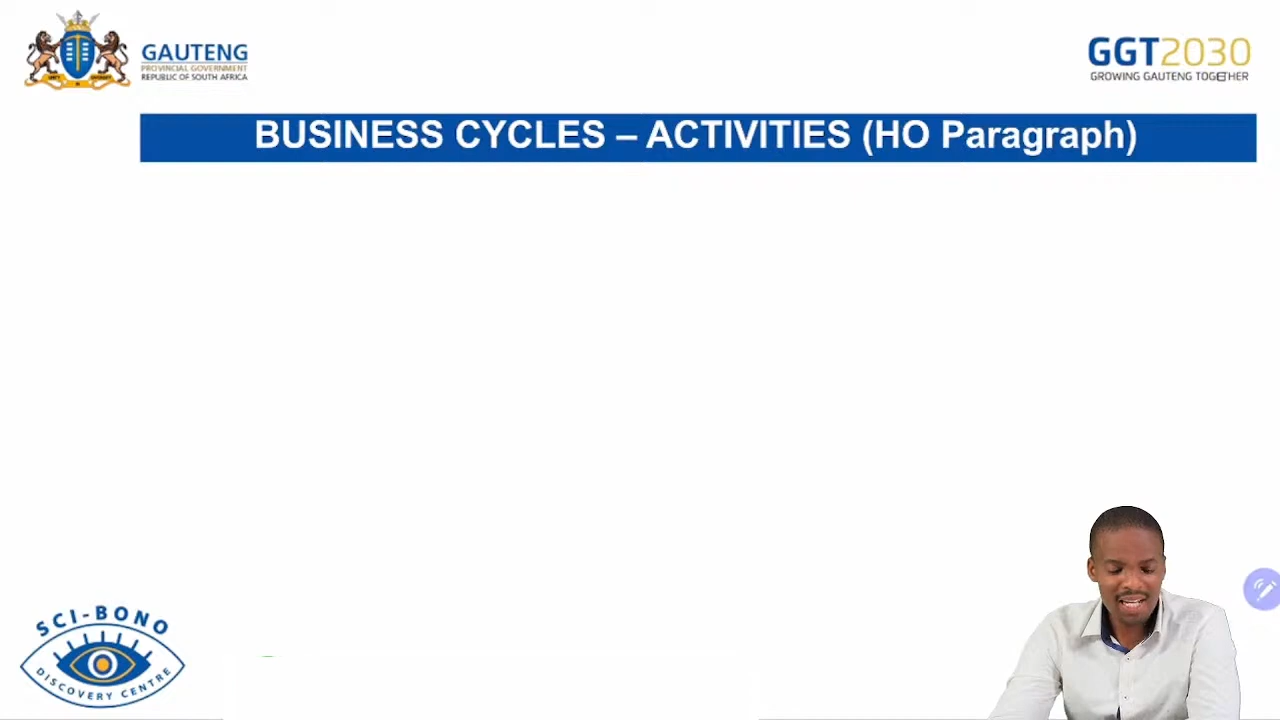 GAUTENG
PROVINCIAL GOVERNMENT
REPUBLIC OF SOUTH AFRICA
GGT2030
GROWING GAUTENG TOGETHER
BUSINESS CYCLES – ACTIVITIES (HO Paragraph)
SCI-BONO
DISCOVERY CENTRE